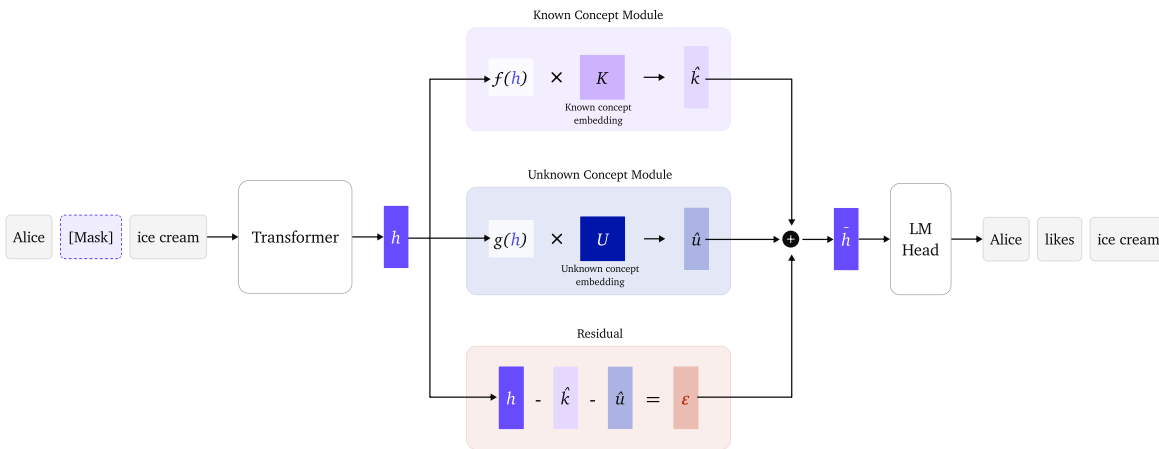 Known Concept Module
f(h) × K → k̂
Known concept
embedding
Unknown Concept Module
Alice [Mask] ice cream
Transformer
h
g(h) × U → û
Unknown concept
embedding
+
h̄
LM
Head
Alice likes ice cream
Residual
h - k̂ - û = ε